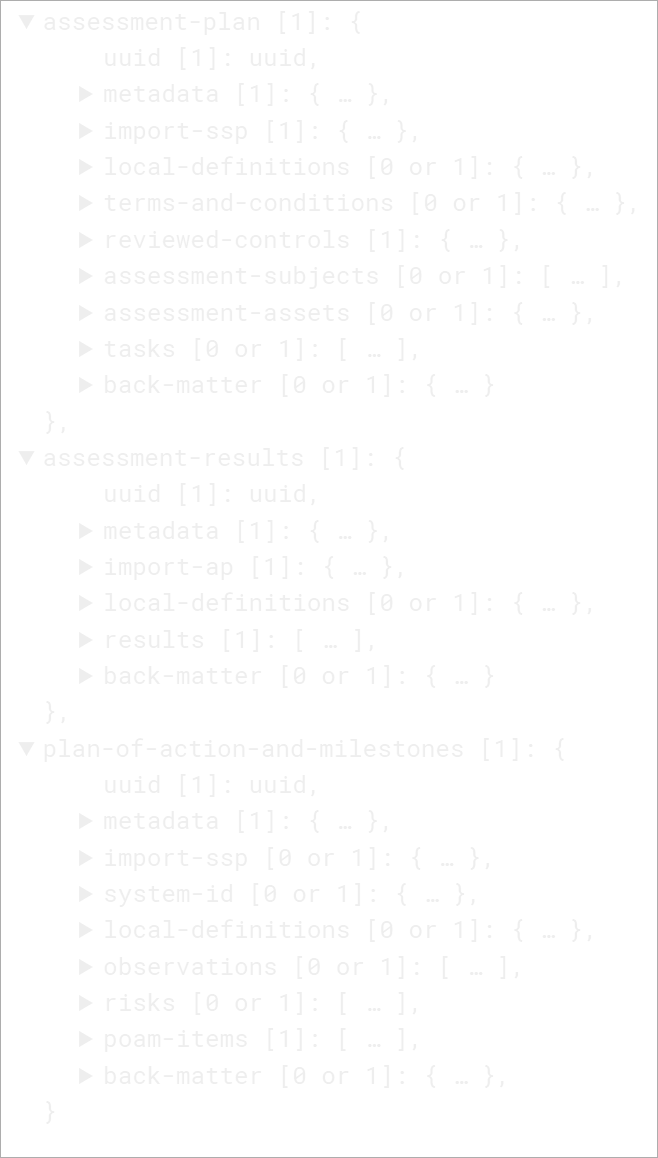 ▼ assessment-plan [1]: {
uuid [1]: uuid,
▶ metadata [1]: { … },
▶ import-ssp [1]: { … },
▶ local-definitions [0 or 1]: { … },
▶ terms-and-conditions [0 or 1]: { … },
▶ reviewed-controls [1]: { … },
▶ assessment-subjects [0 or 1]: [ … ],
▶ assessment-assets [0 or 1]: { … },
▶ tasks [0 or 1]: [ … ],
▶ back-matter [0 or 1]: { … }
},
▼ assessment-results [1]: {
uuid [1]: uuid,
▶ metadata [1]: { … },
▶ import-ap [1]: { … },
▶ local-definitions [0 or 1]: { … },
▶ results [1]: [ … ],
▶ back-matter [0 or 1]: { … }
},
▼ plan-of-action-and-milestones [1]: {
uuid [1]: uuid,
▶ metadata [1]: { … },
▶ import-ssp [0 or 1]: { … },
▶ system-id [0 or 1]: { … },
▶ local-definitions [0 or 1]: { … },
▶ observations [0 or 1]: [ … ],
▶ risks [0 or 1]: [ … ],
▶ poam-items [1]: [ … ],
▶ back-matter [0 or 1]: { … },
}